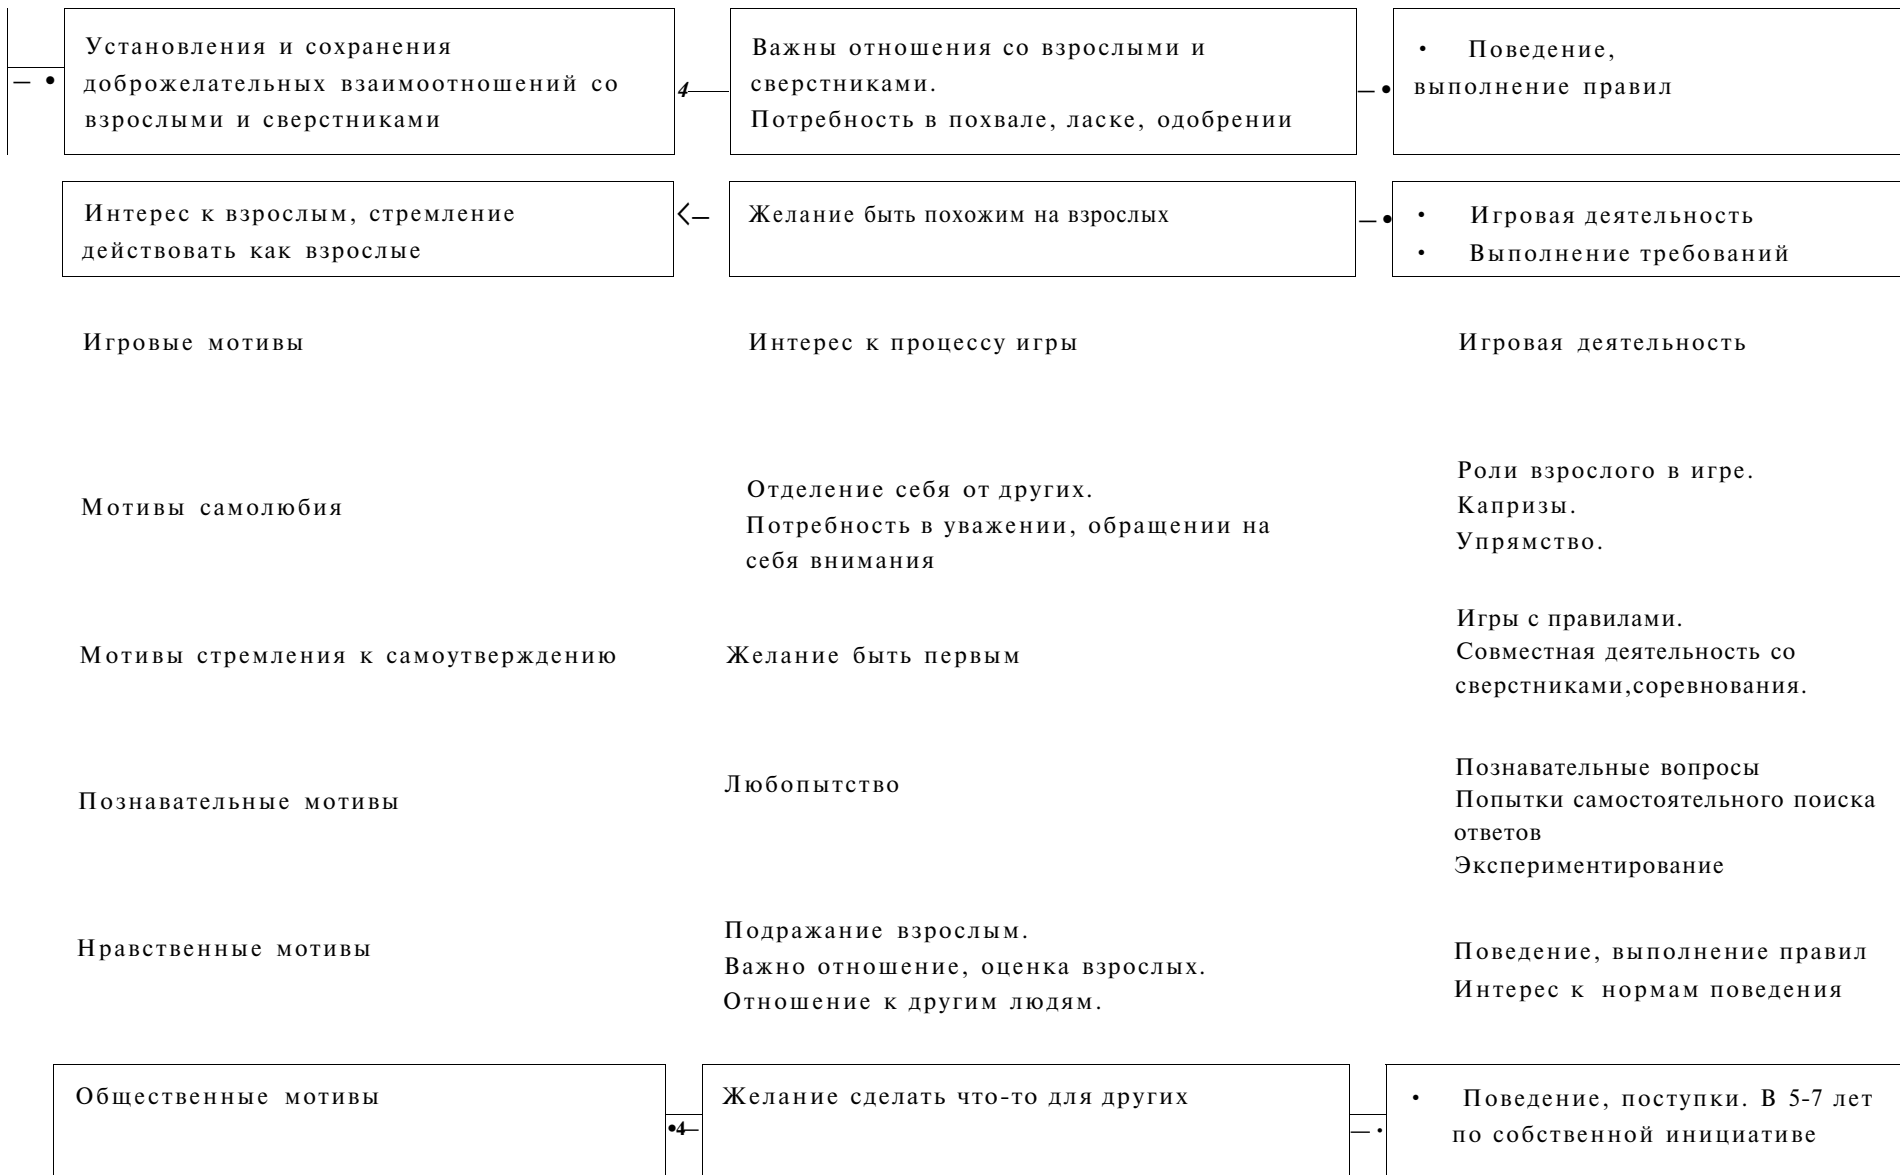 Установления и сохранения
доброжелательных взаимоотношений со
взрослыми и сверстниками
4
Важны отношения со взрослыми и
сверстниками.
Потребность в похвале, ласке, одобрении
• Поведение,
выполнение правил
Интерес к взрослым, стремление
действовать как взрослые
Желание быть похожим на взрослых
• Игровая деятельность
• Выполнение требований
Игровые мотивы
Интерес к процессу игры
Игровая деятельность
Мотивы самолюбия
Отделение себя от других.
Потребность в уважении, обращении на
себя внимания
Роли взрослого в игре.
Капризы.
Упрямство.
Мотивы стремления к самоутверждению
Желание быть первым
Игры с правилами.
Совместная деятельность со
сверстниками,соревнования.
Познавательные мотивы
Любопытство
Познавательные вопросы
Попытки самостоятельного поиска
ответов
Экспериментирование
Нравственные мотивы
Подражание взрослым.
Важно отношение, оценка взрослых.
Отношение к другим людям.
Поведение, выполнение правил
Интерес к нормам поведения
Общественные мотивы
•4—
Желание сделать что-то для других
• Поведение, поступки. В 5-7 лет
по собственной инициативе